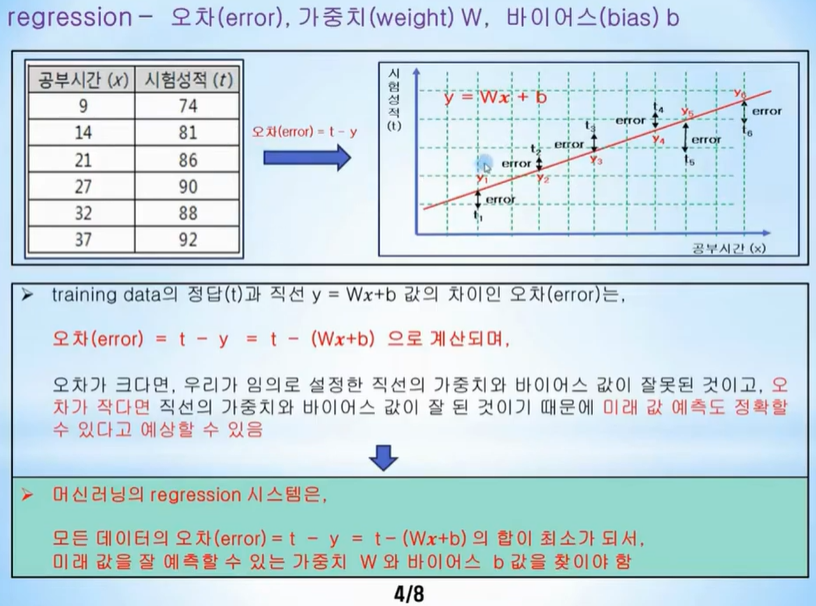 regression – 오차(error), 가중치(weight) W, 바이어스(bias) b
공부시간 (x) 시험성적 (t)
9 74
14 81
21 86
27 90
32 88
37 92
오차(error) = t - y
시험성적(t)
y = Wx + b
y₁ error t₁
t₂ error y₂
t₃ error y₃
t₄ error y₄
y₅ error t₅
y₆ error t₆
공부시간 (x)
➢ training data의 정답(t)과 직선 y = Wx+b 값의 차이인 오차(error)는,
오차(error) = t - y = t - (Wx+b) 으로 계산되며,
오차가 크다면, 우리가 임의로 설정한 직선의 가중치와 바이어스 값이 잘못된 것이고, 오
차가 작다면 직선의 가중치와 바이어스 값이 잘 된 것이기 때문에 미래 값 예측도 정확할
수 있다고 예상할 수 있음
➢ 머신러닝의 regression 시스템은,
모든 데이터의 오차(error) = t - y = t - (Wx+b) 의 합이 최소가 되서,
미래 값을 잘 예측할 수 있는 가중치 W 와 바이어스 b 값을 찾이야 함
4/8